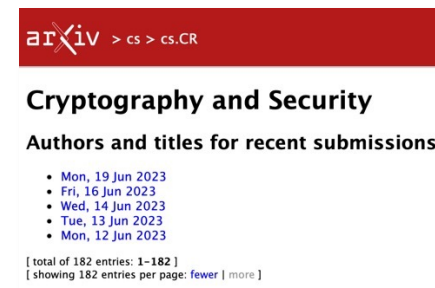 arXiv > cs > cs.CR
Cryptography and Security
Authors and titles for recent submissions
• Mon, 19 Jun 2023
• Fri, 16 Jun 2023
• Wed, 14 Jun 2023
• Tue, 13 Jun 2023
• Mon, 12 Jun 2023
[ total of 182 entries: 1-182 ]
[ showing 182 entries per page: fewer | more ]